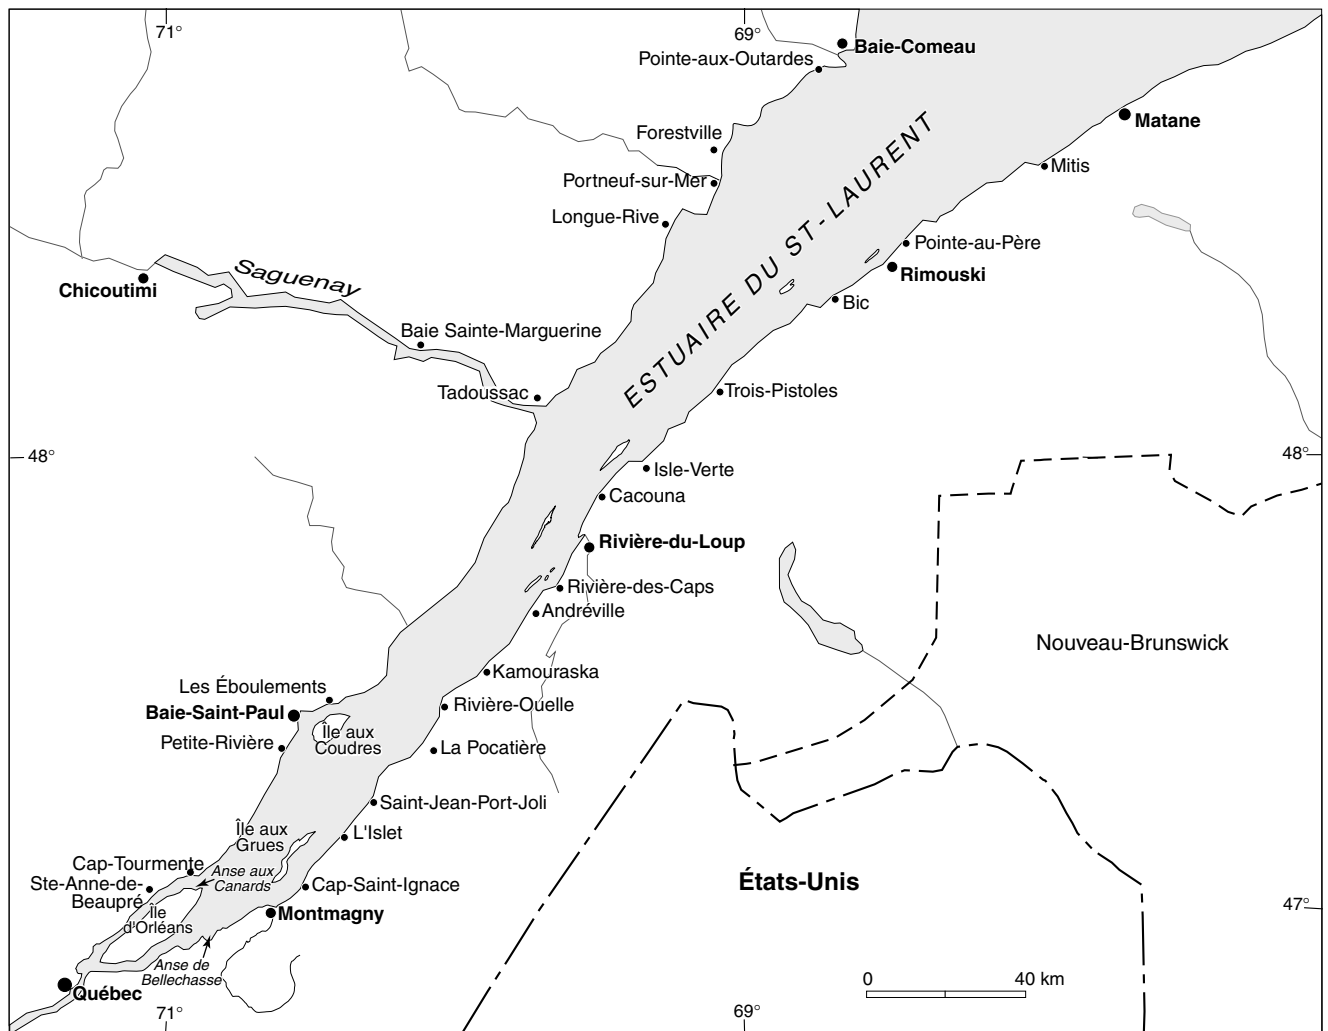 71°
69°
Baie-Comeau
Pointe-aux-Outardes
Matane
Forestville
Mitis
Portneuf-sur-Mer
Longue-Rive
ESTUAIRE DU ST-LAURENT
Pointe-au-Père
Rimouski
Saguenay
Chicoutimi
Bic
Baie Sainte-Marguerine
Tadoussac
Trois-Pistoles
48°
48°
Isle-Verte
Cacouna
Rivière-du-Loup
Rivière-des-Caps
Andréville
Nouveau-Brunswick
Kamouraska
Les Éboulements
Baie-Saint-Paul
Rivière-Ouelle
Île aux
Coudres
Petite-Rivière
La Pocatière
Saint-Jean-Port-Joli
Île aux
Grues
L'Islet
Cap-Tourmente
Anse aux
Canards
Ste-Anne-de-
Beaupré
Cap-Saint-Ignace
États-Unis
Île
d'Orléans
Montmagny
47°
Anse de
Bellechasse
0 40 km
Québec
71°
69°